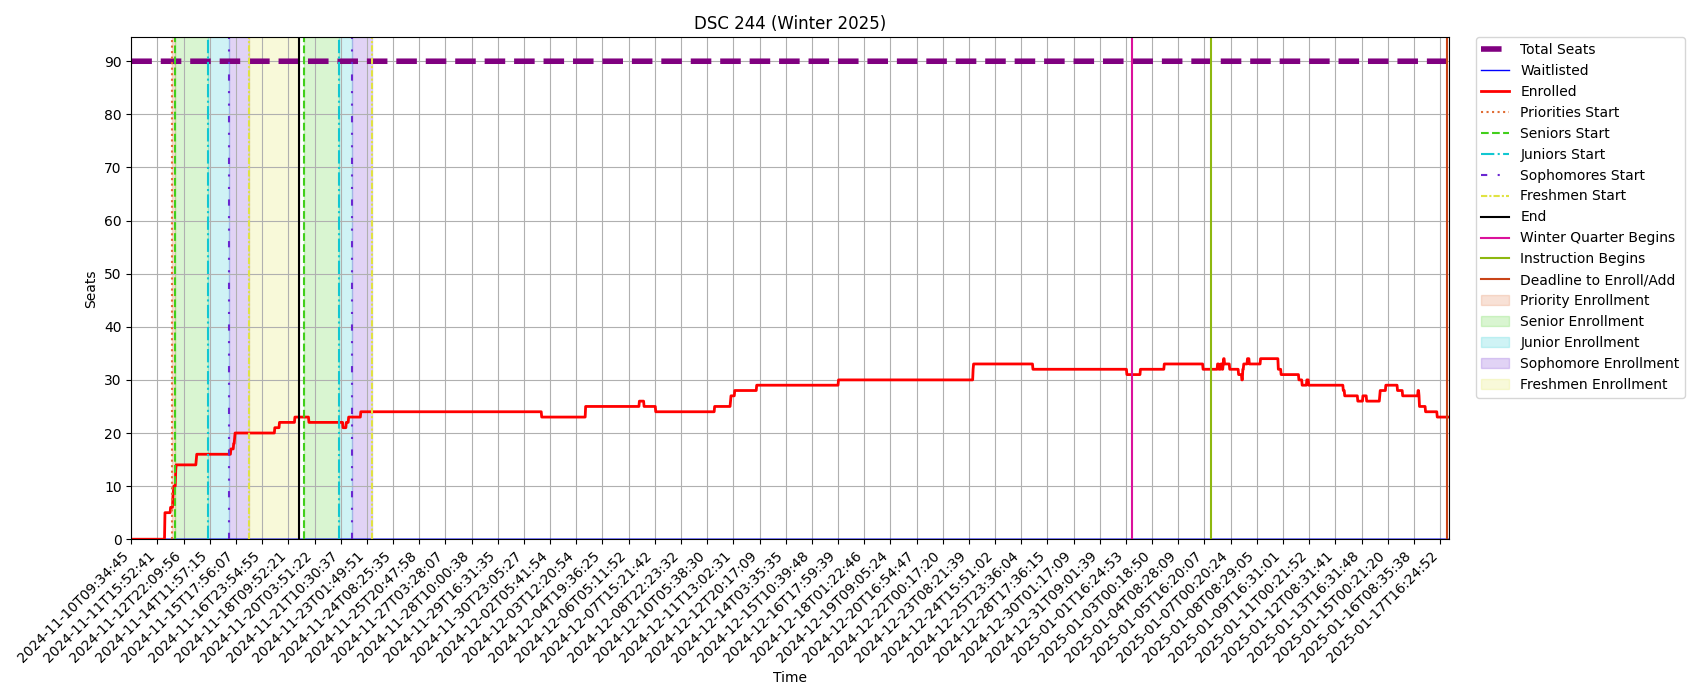 DSC 244 (Winter 2025)
Seats
90
80
70
60
50
40
30
20
10
0
2024-11-10T09:34:45
2024-11-11T15:52:41
2024-11-12T22:09:56
2024-11-14T11:57:15
2024-11-15T17:56:07
2024-11-16T23:54:55
2024-11-18T09:52:21
2024-11-20T03:51:22
2024-11-21T10:30:37
2024-11-23T01:49:51
2024-11-24T08:25:35
2024-11-25T20:47:58
2024-11-27T03:28:07
2024-11-28T10:00:38
2024-11-29T16:31:35
2024-11-30T23:05:27
2024-12-02T05:41:54
2024-12-03T12:20:54
2024-12-04T19:36:25
2024-12-06T05:11:52
2024-12-07T15:21:42
2024-12-08T22:23:32
2024-12-10T05:38:30
2024-12-11T13:02:31
2024-12-12T20:17:09
2024-12-14T03:35:35
2024-12-15T10:39:48
2024-12-16T17:59:39
2024-12-18T01:22:46
2024-12-19T09:05:24
2024-12-20T16:54:47
2024-12-22T00:17:20
2024-12-23T08:21:39
2024-12-24T15:51:02
2024-12-25T23:36:04
2024-12-28T17:36:15
2024-12-30T01:17:09
2024-12-31T09:01:39
2025-01-01T16:24:53
2025-01-03T00:18:50
2025-01-04T08:28:09
2025-01-05T16:20:07
2025-01-07T00:20:24
2025-01-08T08:29:05
2025-01-09T16:31:01
2025-01-11T00:21:52
2025-01-12T08:31:41
2025-01-13T16:31:48
2025-01-15T00:21:20
2025-01-16T08:35:38
2025-01-17T16:24:52
Time
Total Seats
Waitlisted
Enrolled
Priorities Start
Seniors Start
Juniors Start
Sophomores Start
Freshmen Start
End
Winter Quarter Begins
Instruction Begins
Deadline to Enroll/Add
Priority Enrollment
Senior Enrollment
Junior Enrollment
Sophomore Enrollment
Freshmen Enrollment